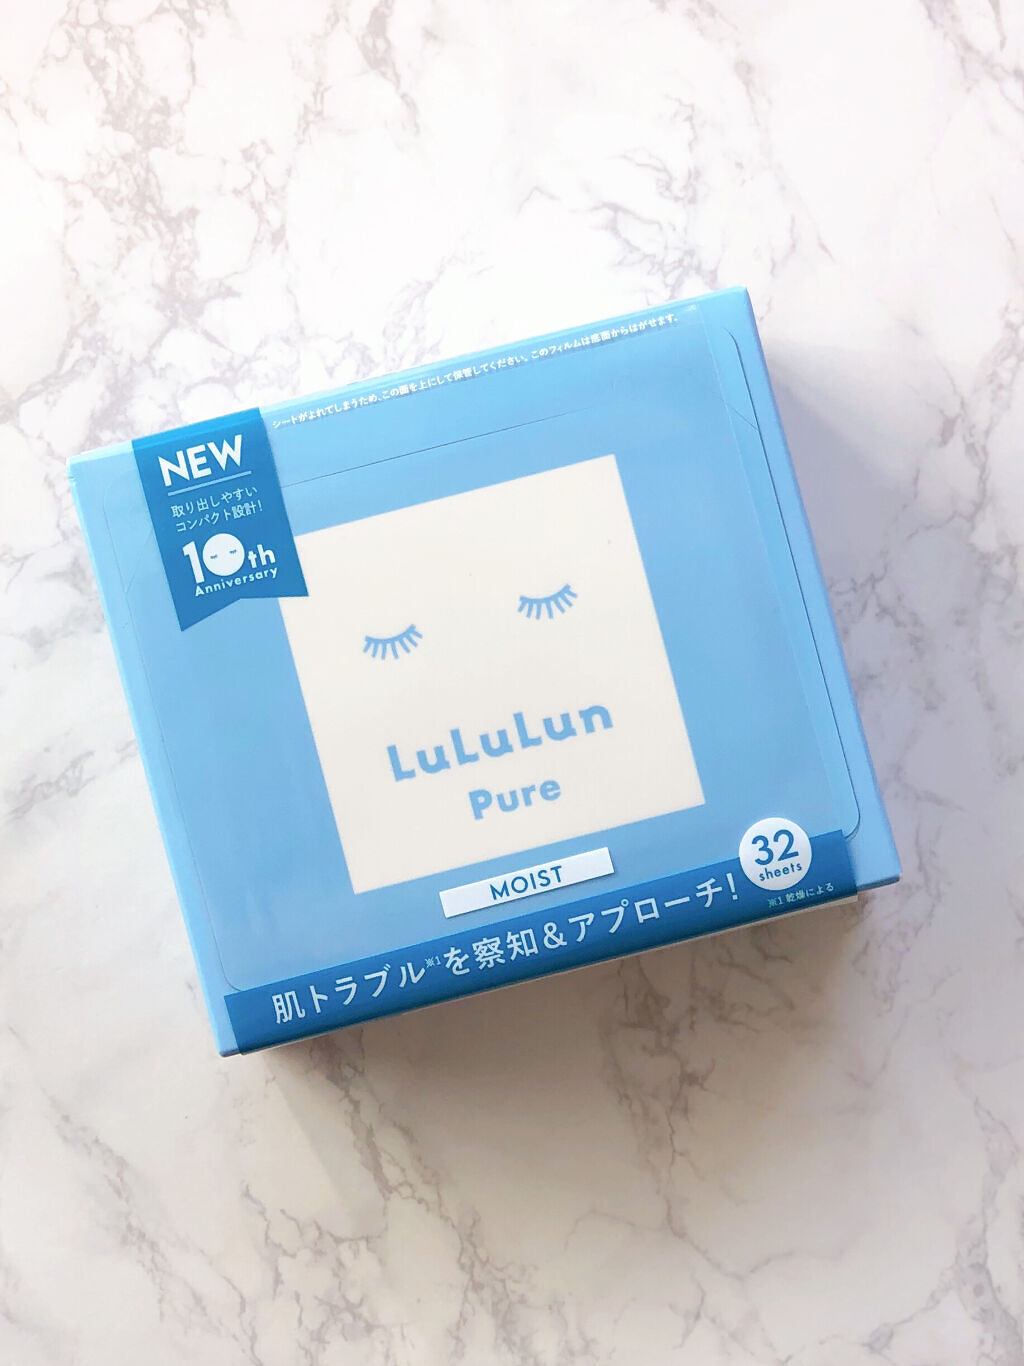 シートがよれてしまうため、この面を上にして保管してください。このフィルムは底面からはがせます。
NEW
取り出しやすい
コンパクト設計!
10th
Anniversary
LuLuLun
Pure
MOIST
32
sheets
肌トラブル※1を察知&アプローチ!
※1 乾燥による